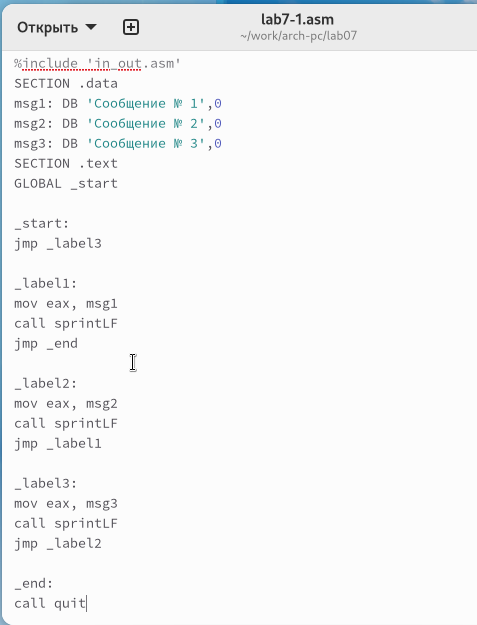 Открыть
lab7-1.asm
~/work/arch-pc/lab07
%include 'in_out.asm'
SECTION .data
msg1: DB 'Сообщение № 1',0
msg2: DB 'Сообщение № 2',0
msg3: DB 'Сообщение № 3',0
SECTION .text
GLOBAL _start

_start:
jmp _label3

_label1:
mov eax, msg1
call sprintLF
jmp _end

_label2:
mov eax, msg2
call sprintLF
jmp _label1

_label3:
mov eax, msg3
call sprintLF
jmp _label2

_end:
call quit